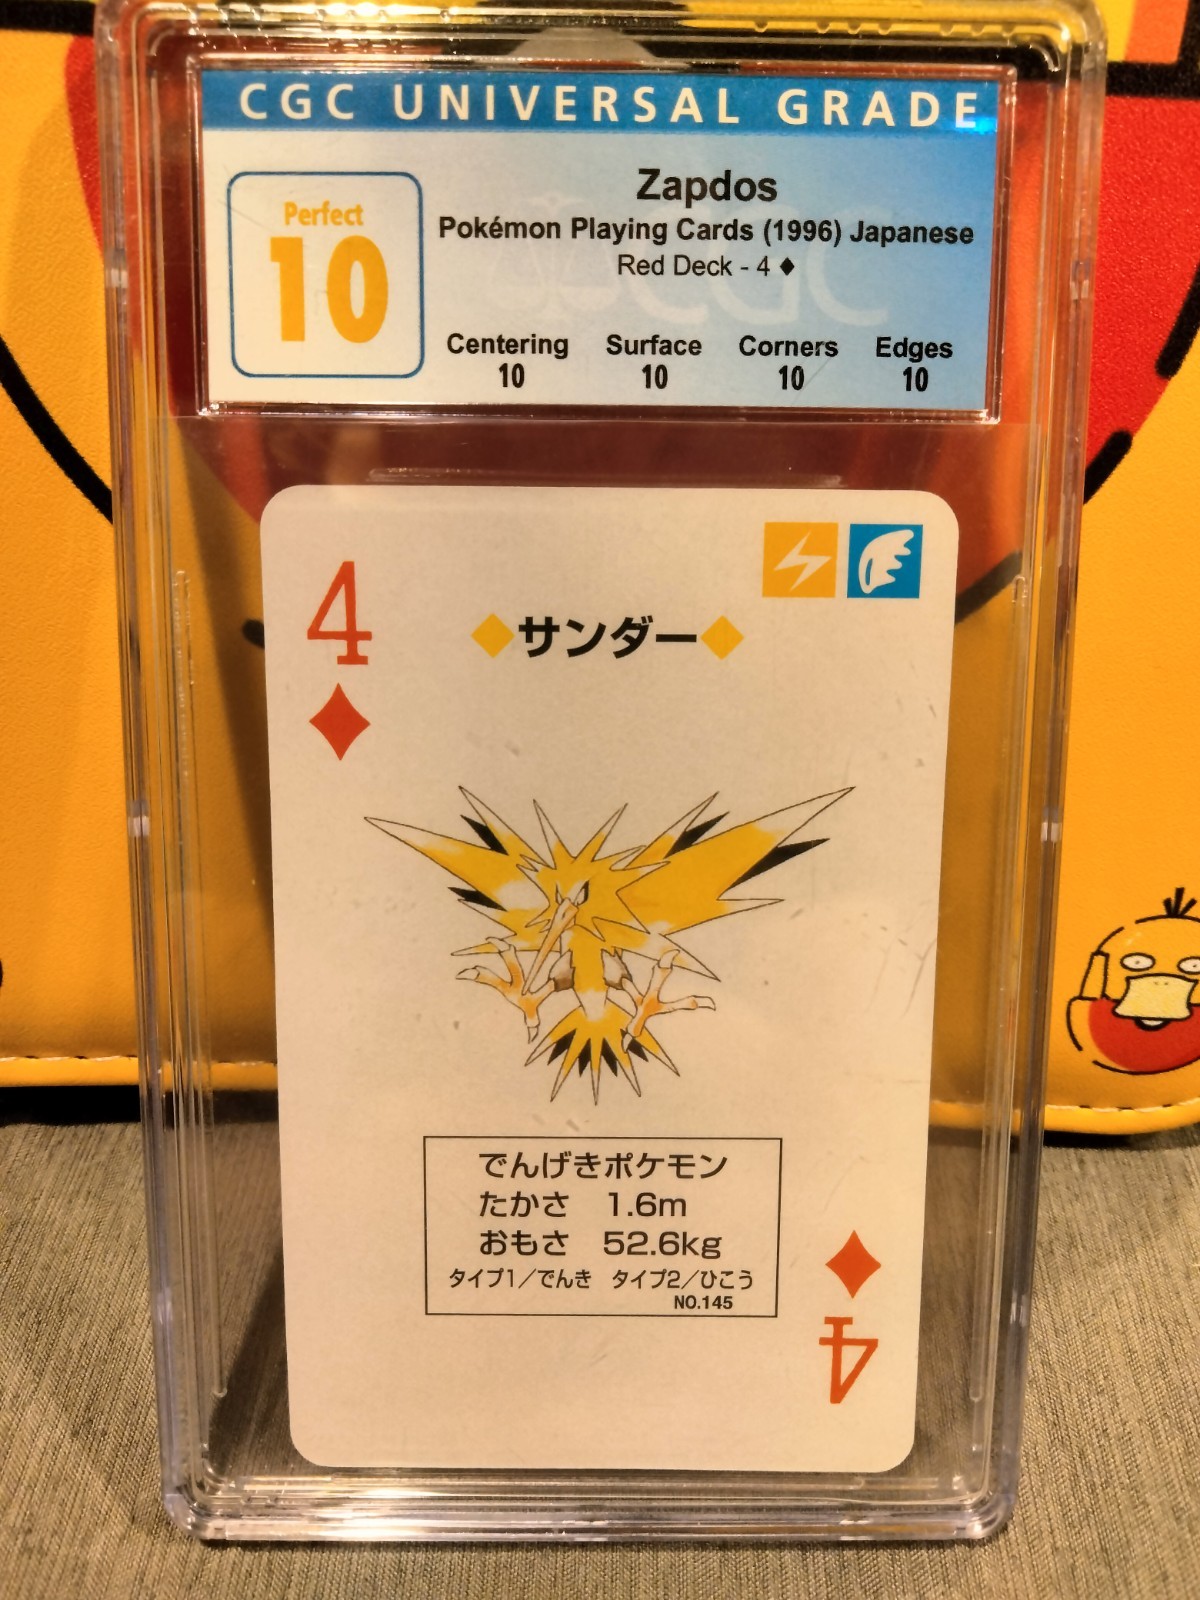 CGC UNIVERSAL GRADE
Perfect
10
Zapdos
Pokémon Playing Cards (1996) Japanese
Red Deck - 4 ♦
Centering Surface Corners Edges
10 10 10 10
4
◆サンダー◆
でんげきポケモン
たかさ 1.6m
おもさ 52.6kg
タイプ1/でんき タイプ2/ひこう
NO.145
4